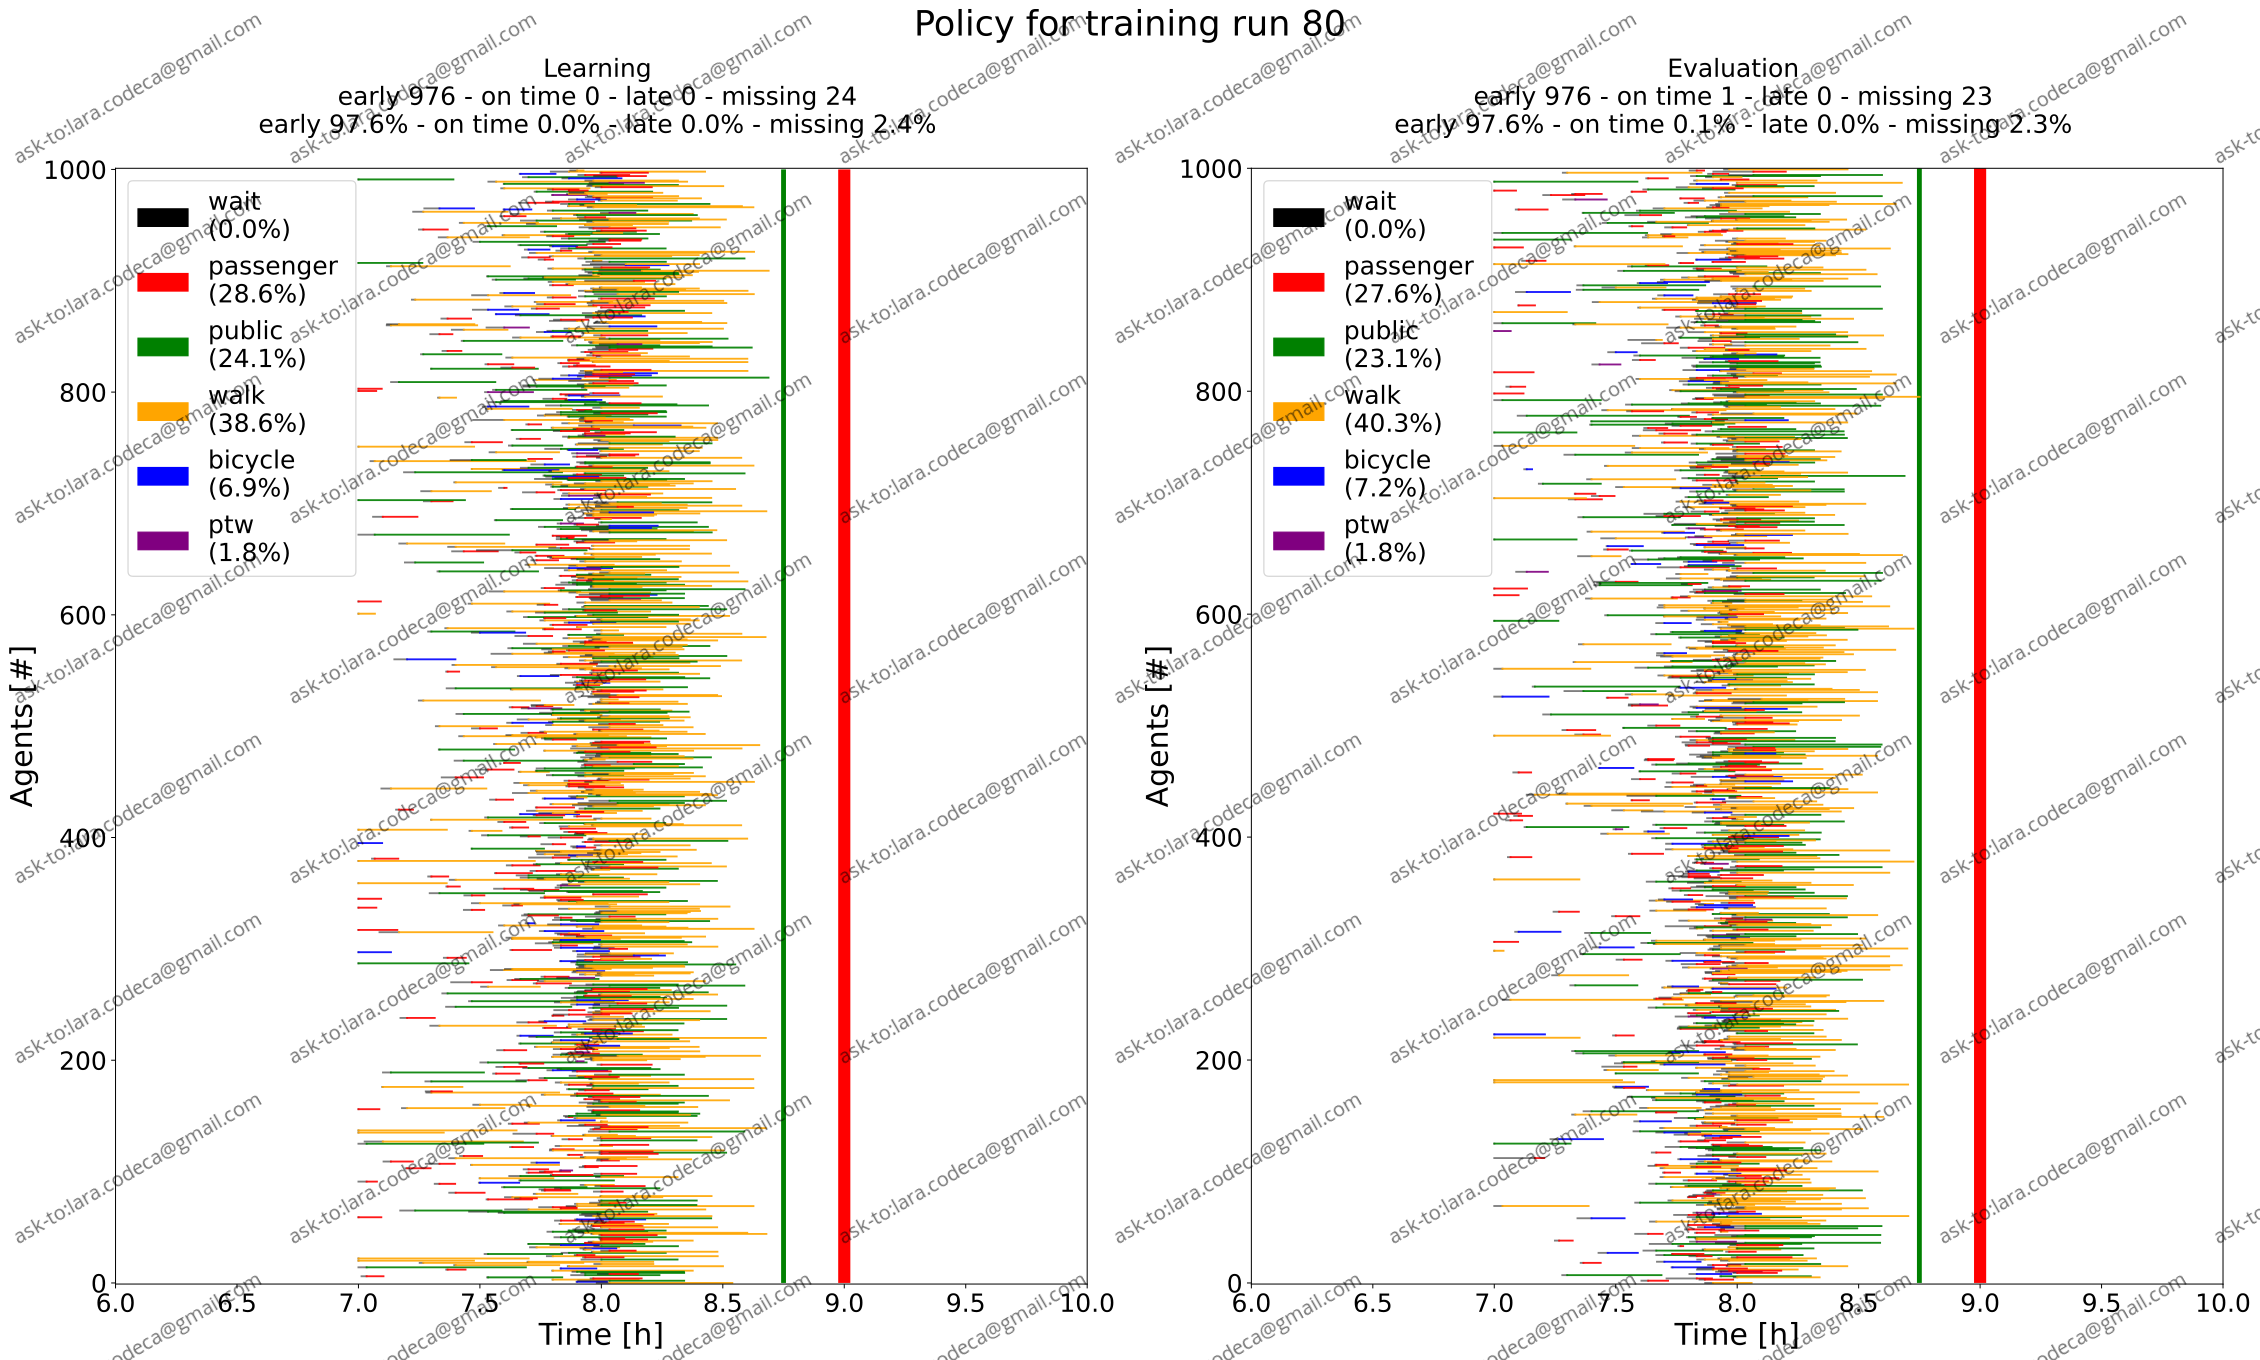 Policy for training run 80
Learning
early 976 - on time 0 - late 0 - missing 24
early 97.6% - on time 0.0% - late 0.0% - missing 2.4%
1000
800
600
400
200
0
Agents [#]
wait
(0.0%)
passenger
(28.6%)
public
(24.1%)
walk
(38.6%)
bicycle
(6.9%)
ptw
(1.8%)
6.0 6.5 7.0 7.5 8.0 8.5 9.0 9.5 10.0
Time [h]
Evaluation
early 976 - on time 1 - late 0 - missing 23
early 97.6% - on time 0.1% - late 0.0% - missing 2.3%
1000
800
600
400
200
0
Agents [#]
wait
(0.0%)
passenger
(27.6%)
public
(23.1%)
walk
(40.3%)
bicycle
(7.2%)
ptw
(1.8%)
6.0 6.5 7.0 7.5 8.0 8.5 9.0 9.5 10.0
Time [h]
ask-to:lara.codeca@gmail.com